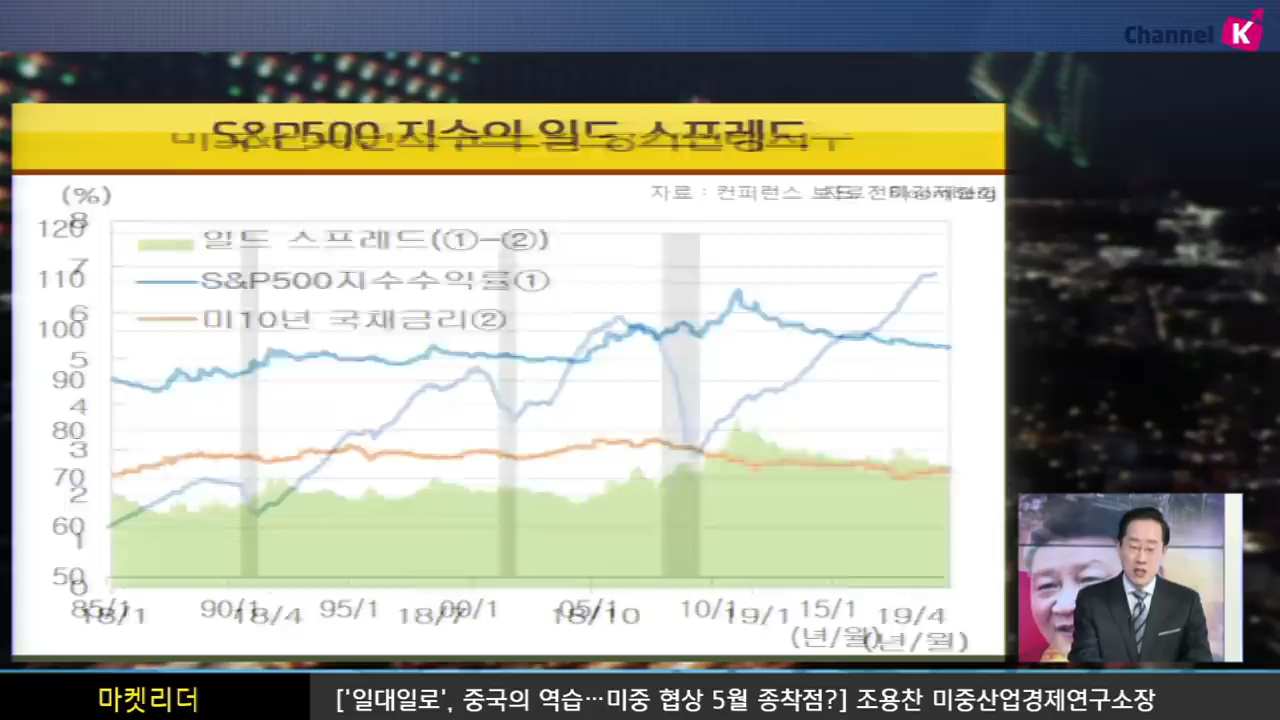 Channel K
S&P500 지수의 일드 스프레드
(%)
자료 : 컨퍼런스
8
120
일드 스프레드(①-②)
7
110
S&P500지수수익률①
6
100
미10년 국채금리②
5
90
4
80
3
70
2
60
1
50
0
85/1 90/1 95/1 00/1 05/1 10/1 15/1 19/4
18/1 18/4 18/7 18/10 19/1
(년/월)
(년/월)
마켓리더
['일대일로', 중국의 역습…미중 협상 5월 종착점?] 조용찬 미중산업경제연구소장